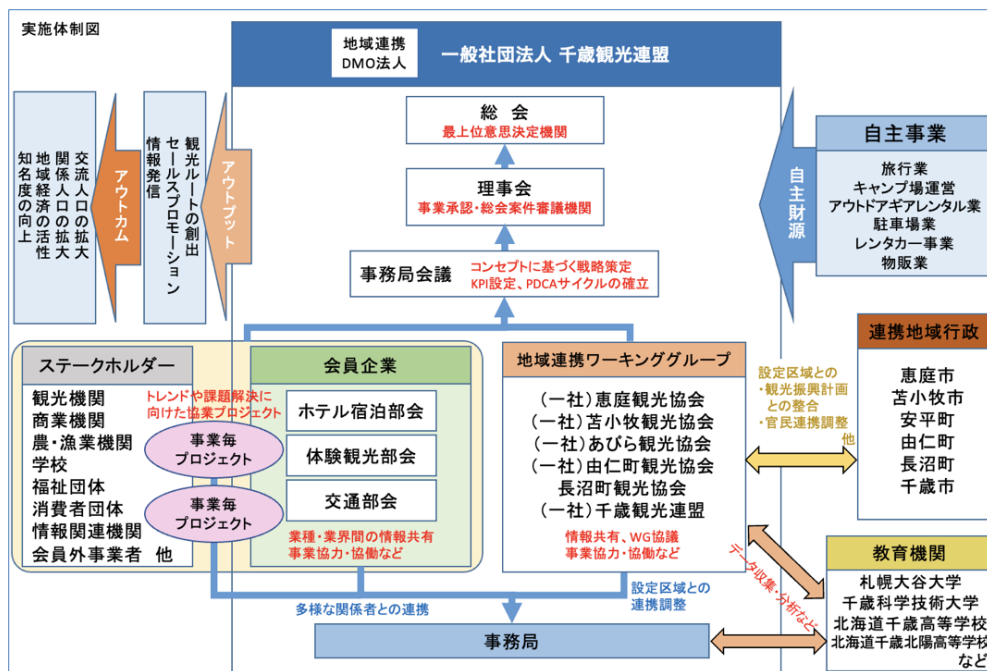 実施体制図
地域連携
DMO法人
一般社団法人 千歳観光連盟
総 会
最上位意思決定機関
理事会
事業承認・総会案件審議機関
事務局会議
コンセプトに基づく戦略策定
KPI設定、PDCAサイクルの確立
アウトプット
観光ルートの創出
セールスプロモーション
情報発信
アウトカム
交流人口の拡大
関係人口の拡大
地域経済の活性
知名度の向上
自主財源
自主事業
旅行業
キャンプ場運営
アウトドアギアレンタル業
駐車場業
レンタカー事業
物販業
ステークホルダー
観光機関
商業機関
農・漁業機関
学校
福祉団体
消費者団体
情報関連機関
会員外事業者 他
トレンドや課題解決に
向けた協業プロジェクト
事業毎
プロジェクト
事業毎
プロジェクト
会員企業
ホテル宿泊部会
体験観光部会
交通部会
業種・業界間の情報共有
事業協力・協働など
地域連携ワーキンググループ
(一社)恵庭観光協会
(一社)苫小牧観光協会
(一社)あびら観光協会
(一社)由仁町観光協会
長沼町観光協会
(一社)千歳観光連盟
情報共有、WG協議
事業協力・協働など
設定区域との
・観光振興計画
との整合
・官民連携調整
他
連携地域行政
恵庭市
苫小牧市
安平町
由仁町
長沼町
千歳市
データ収集・分析など
教育機関
札幌大谷大学
千歳科学技術大学
北海道千歳高等学校
北海道千歳北陽高等学校
など
多様な関係者との連携
設定区域との
連携調整
事務局